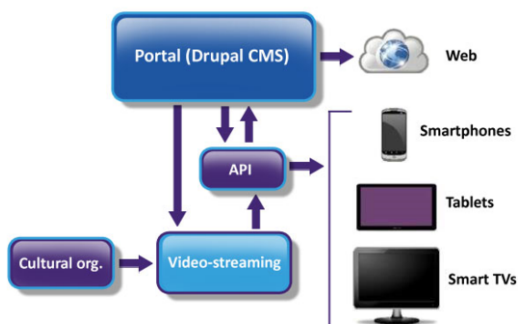 Portal (Drupal CMS)
Web
Smartphones
API
Tablets
Cultural org.
Video-streaming
Smart TVs